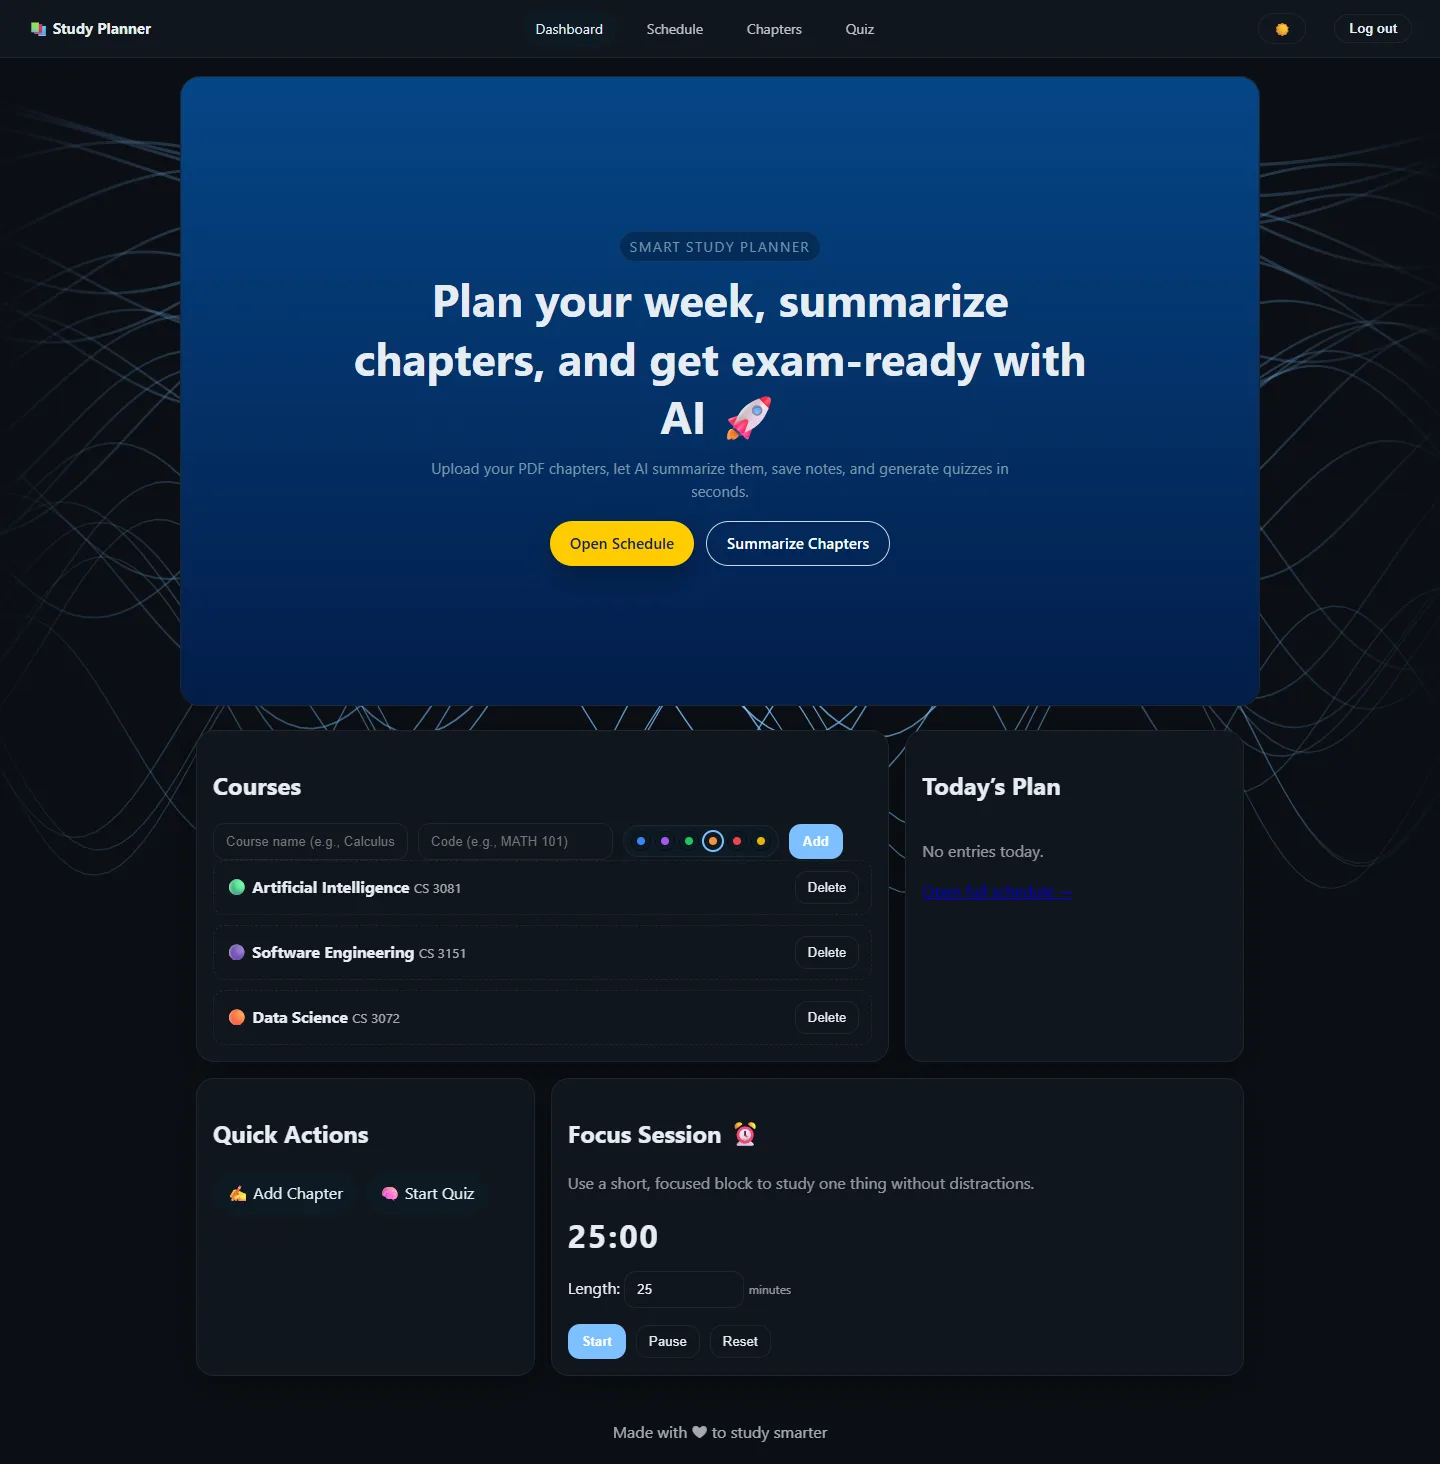 📚 Study Planner
Dashboard
Schedule
Chapters
Quiz
Log out
SMART STUDY PLANNER
Plan your week, summarize
chapters, and get exam-ready with
AI 🚀
Upload your PDF chapters, let AI summarize them, save notes, and generate quizzes in
seconds.
Open Schedule
Summarize Chapters
Courses
Course name (e.g., Calculus
Code (e.g., MATH 101)
Add
Artificial Intelligence CS 3081
Delete
Software Engineering CS 3151
Delete
Data Science CS 3072
Delete
Today’s Plan
No entries today.
Open full schedule →
Quick Actions
✍️ Add Chapter
🧠 Start Quiz
Focus Session ⏰
Use a short, focused block to study one thing without distractions.
25:00
Length: 25 minutes
Start
Pause
Reset
Made with ❤ to study smarter